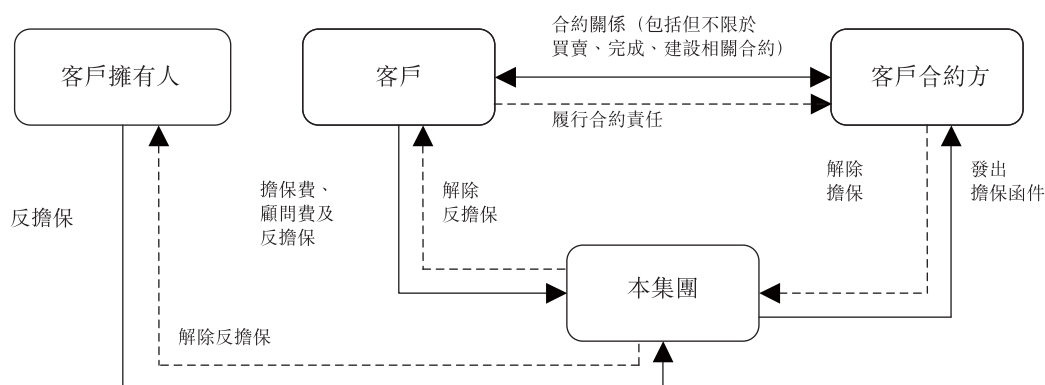 合約關係（包括但不限於
買賣、完成、建設相關合約）
客戶擁有人
客戶
客戶合約方
履行合約責任
擔保費、
顧問費及
反擔保
解除
反擔保
解除
擔保
發出
擔保函件
反擔保
本集團
解除反擔保